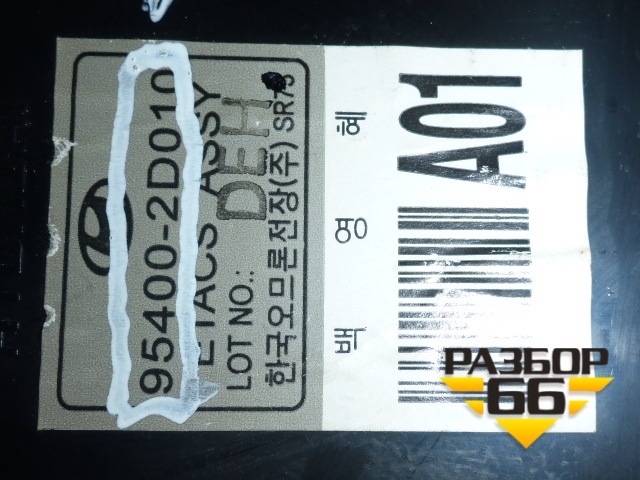 95400-2D010
ETACS ASSY
LOT NO.: DEH
한국오므론전장(주) SR75
백 영 혜
A01
РАЗБОР
66